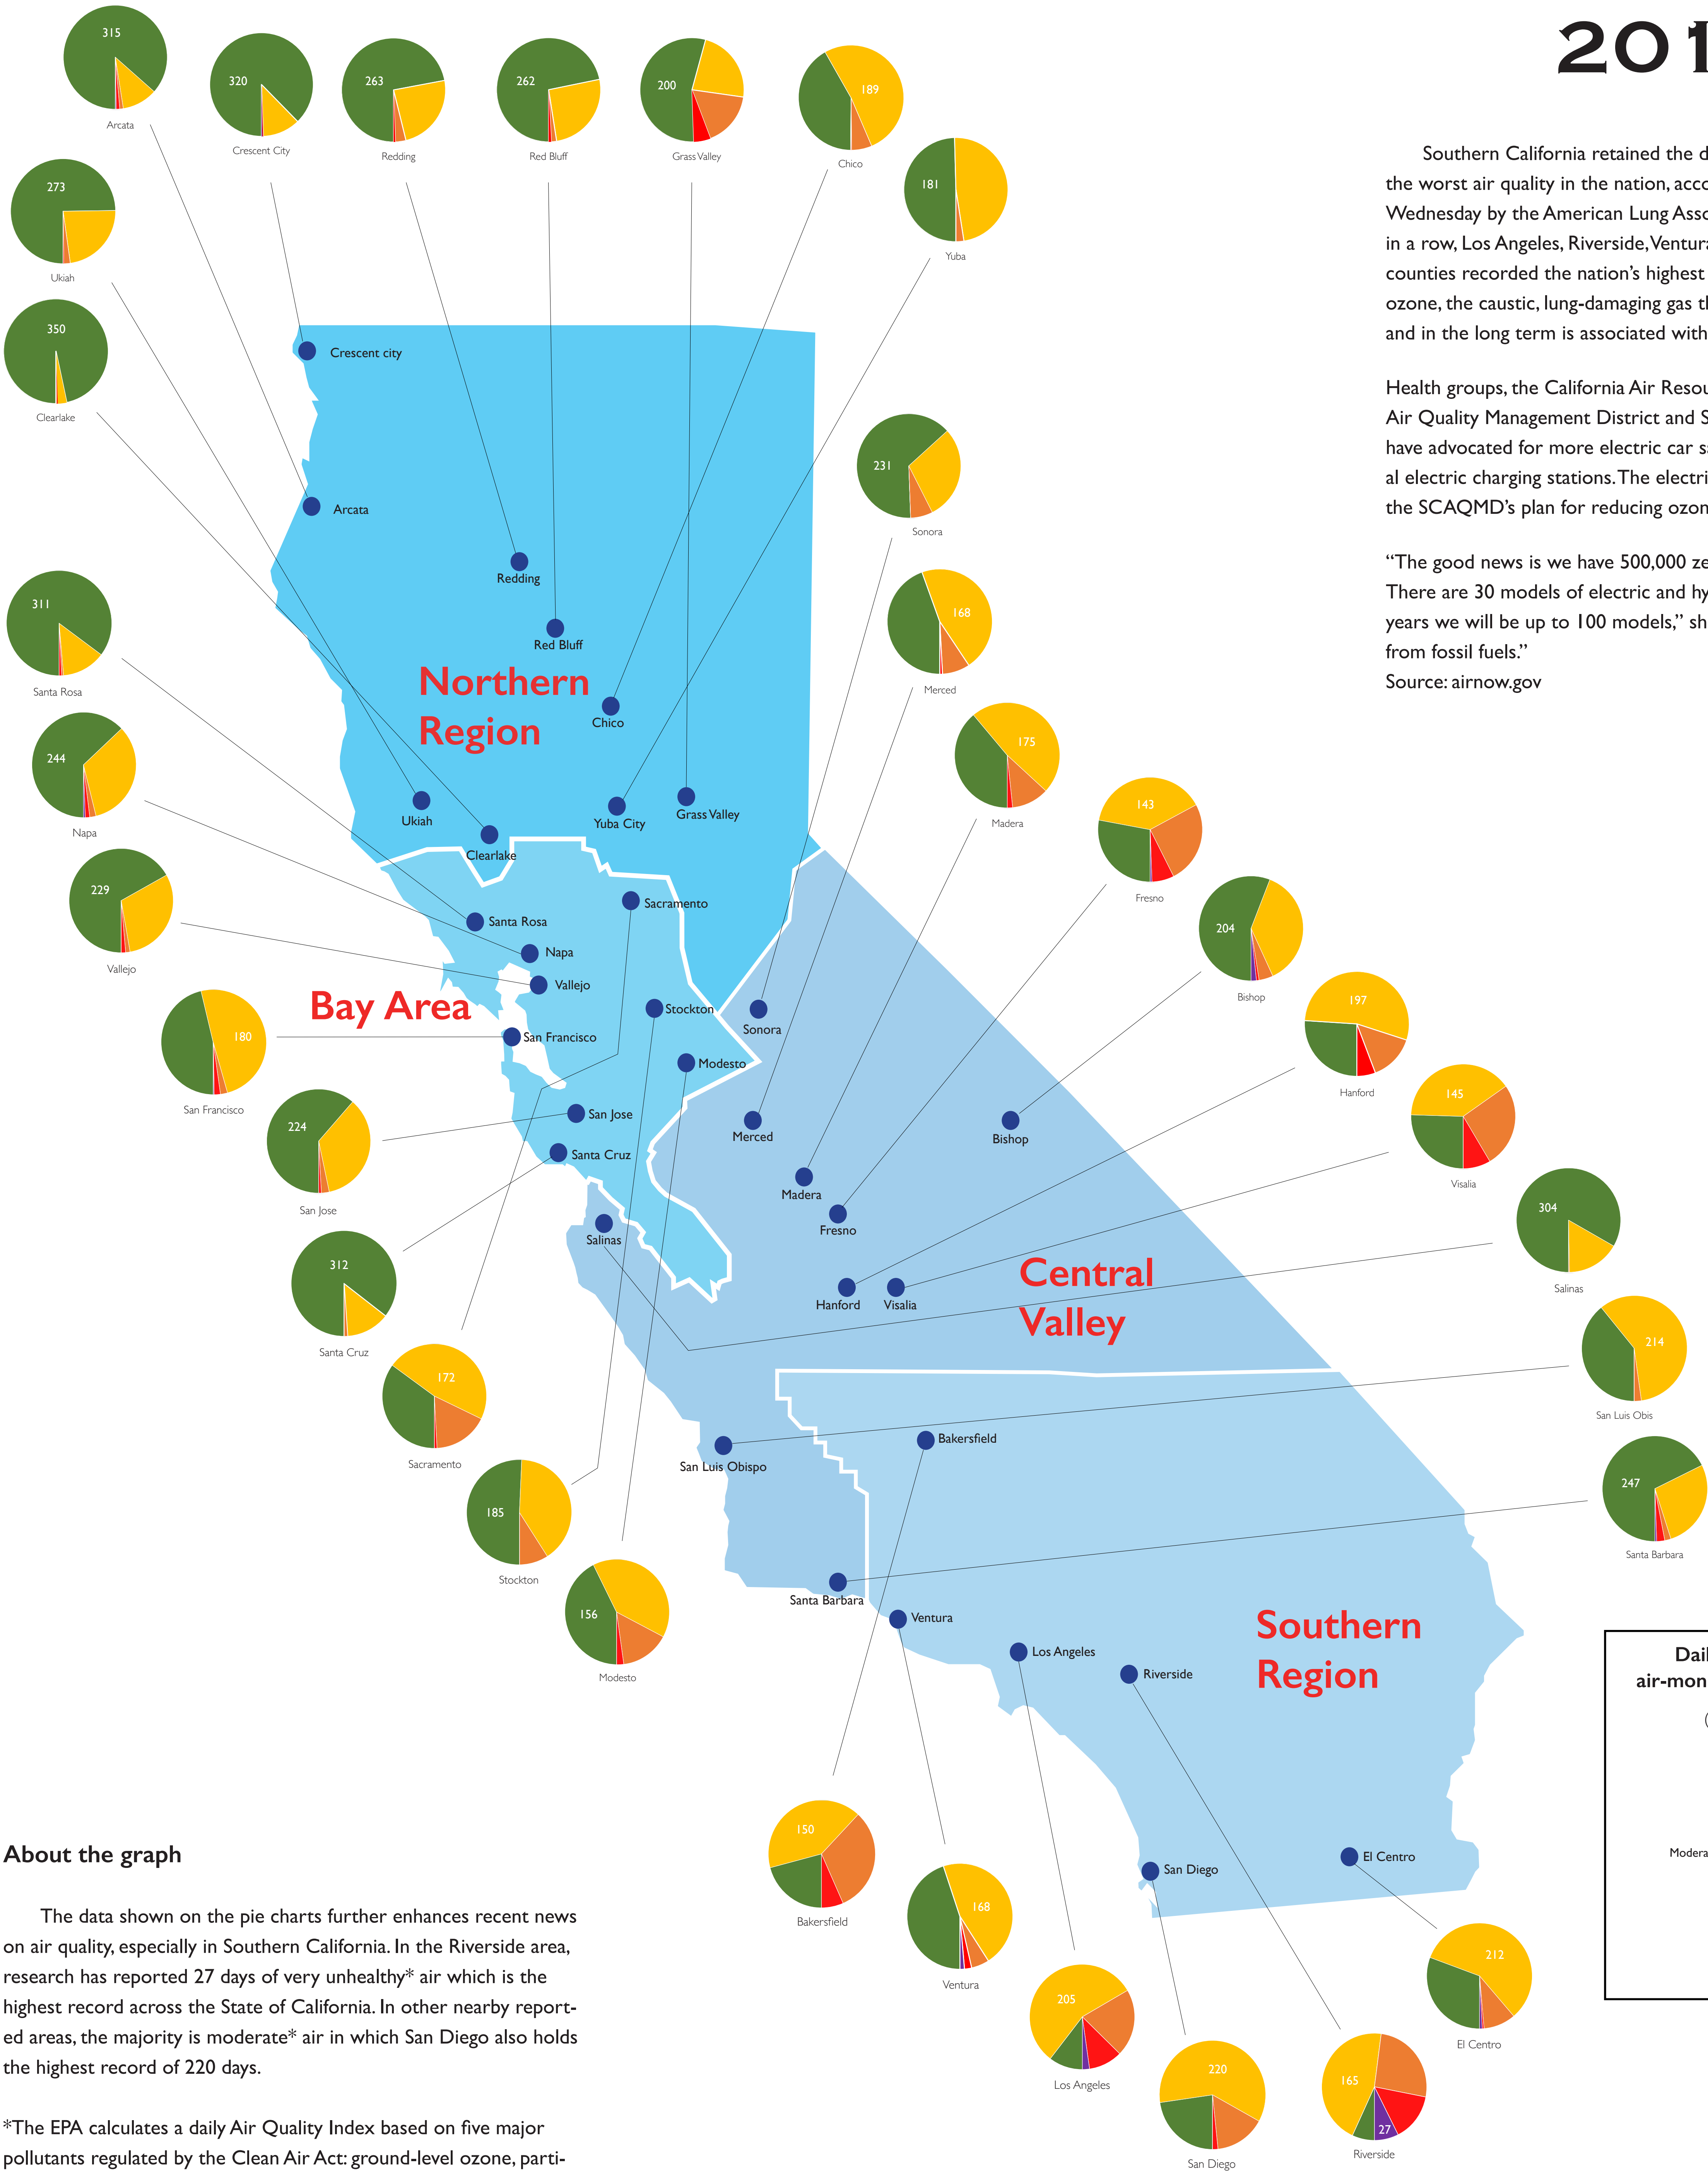 201
315
Arcata
320
Crescent City
263
Redding
262
Red Bluff
200
Grass Valley
189
Chico
181
Yuba
273
Ukiah
350
Clearlake
311
Santa Rosa
244
Napa
229
Vallejo
180
San Francisco
224
San Jose
312
Santa Cruz
172
Sacramento
185
Stockton
156
Modesto
231
Sonora
168
Merced
175
Madera
143
Fresno
204
Bishop
197
Hanford
145
Visalia
304
Salinas
214
San Luis Obis
247
Santa Barbara
150
Bakersfield
168
Ventura
205
Los Angeles
220
San Diego
165
27
Riverside
212
El Centro
Crescent city
Arcata
Redding
Red Bluff
Northern
Region
Chico
Ukiah
Yuba City
Grass Valley
Clearlake
Sacramento
Santa Rosa
Napa
Vallejo
Bay Area
Stockton
Sonora
San Francisco
Modesto
San Jose
Merced
Bishop
Santa Cruz
Madera
Salinas
Fresno
Central
Valley
Hanford
Visalia
Bakersfield
San Luis Obispo
Santa Barbara
Ventura
Los Angeles
Southern
Region
Riverside
San Diego
El Centro
Southern California retained the d
the worst air quality in the nation, acco
Wednesday by the American Lung Asso
in a row, Los Angeles, Riverside, Ventura
counties recorded the nation’s highest
ozone, the caustic, lung-damaging gas th
and in the long term is associated with
Health groups, the California Air Resou
Air Quality Management District and S
have advocated for more electric car sa
al electric charging stations. The electri
the SCAQMD’s plan for reducing ozon
“The good news is we have 500,000 ze
There are 30 models of electric and hy
years we will be up to 100 models,” sh
from fossil fuels.”
Source: airnow.gov
Dail
air-mon
Modera
About the graph
The data shown on the pie charts further enhances recent news
on air quality, especially in Southern California. In the Riverside area,
research has reported 27 days of very unhealthy* air which is the
highest record across the State of California. In other nearby report-
ed areas, the majority is moderate* air in which San Diego also holds
the highest record of 220 days.
*The EPA calculates a daily Air Quality Index based on five major
pollutants regulated by the Clean Air Act: ground-level ozone, parti-